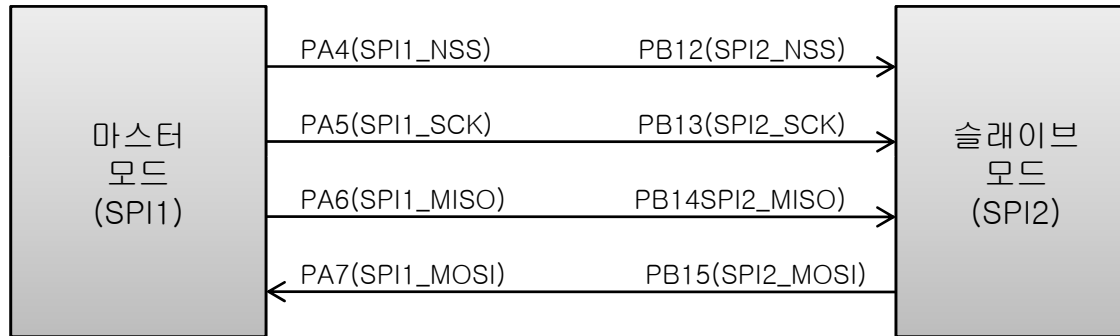 PA4(SPI1_NSS) PB12(SPI2_NSS)
PA5(SPI1_SCK) PB13(SPI2_SCK)
PA6(SPI1_MISO) PB14SPI2_MISO)
PA7(SPI1_MOSI) PB15(SPI2_MOSI)
마스터
모드
(SPI1)
슬래이브
모드
(SPI2)